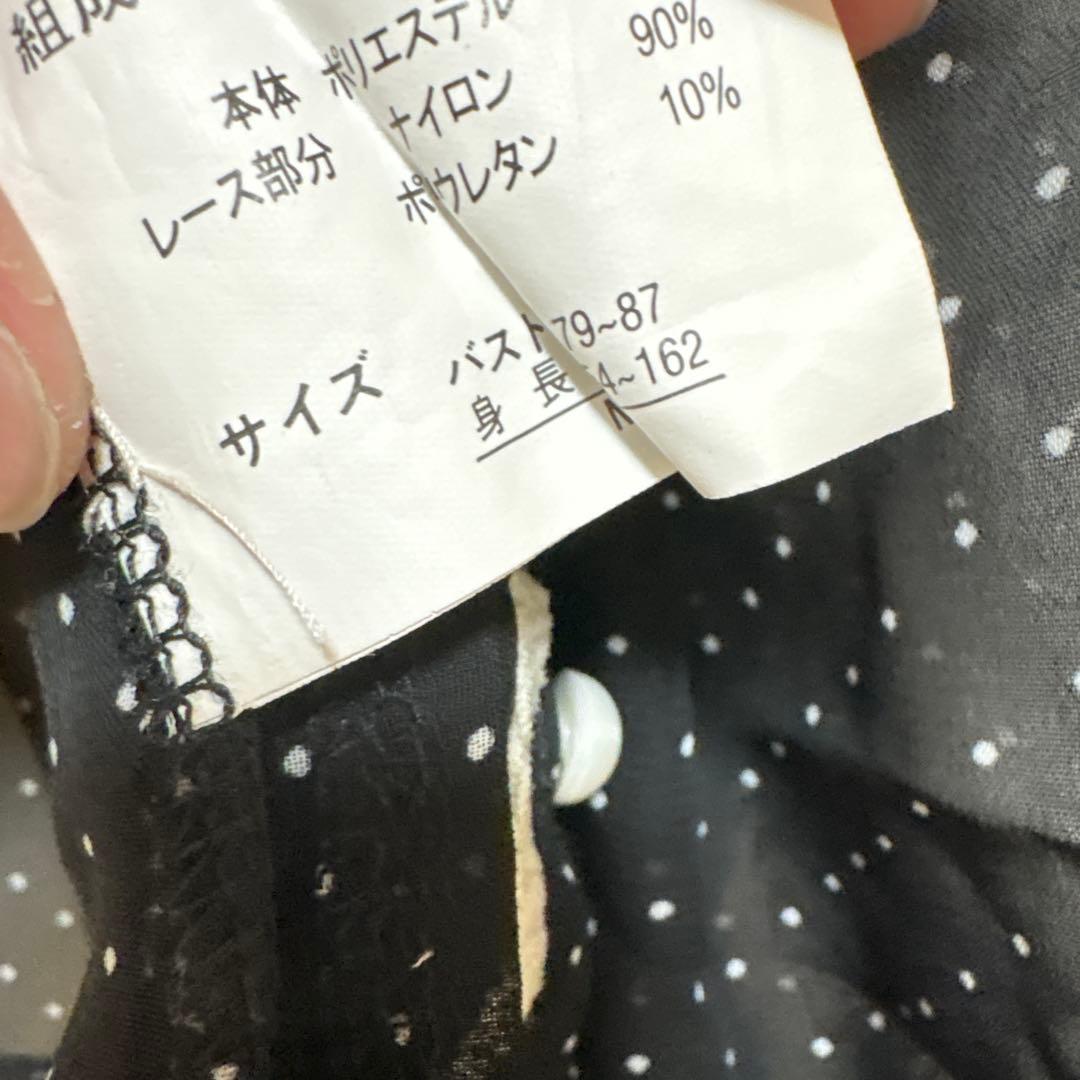 組成
本体 ポリエステル
レース部分 ナイロン 90%
ポウレタン 10%
サイズ バスト79~87
身長 4~162